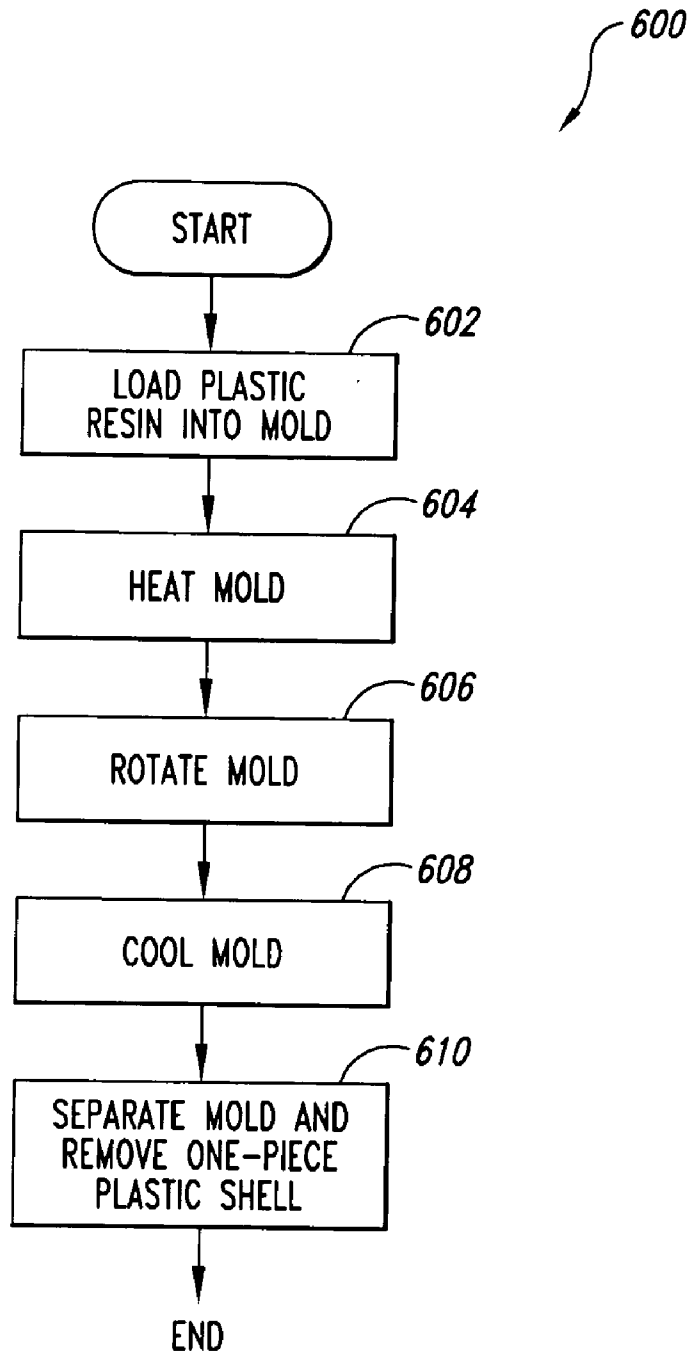 600
START
602
LOAD PLASTIC
RESIN INTO MOLD
604
HEAT MOLD
606
ROTATE MOLD
608
COOL MOLD
610
SEPARATE MOLD AND
REMOVE ONE-PIECE
PLASTIC SHELL
END